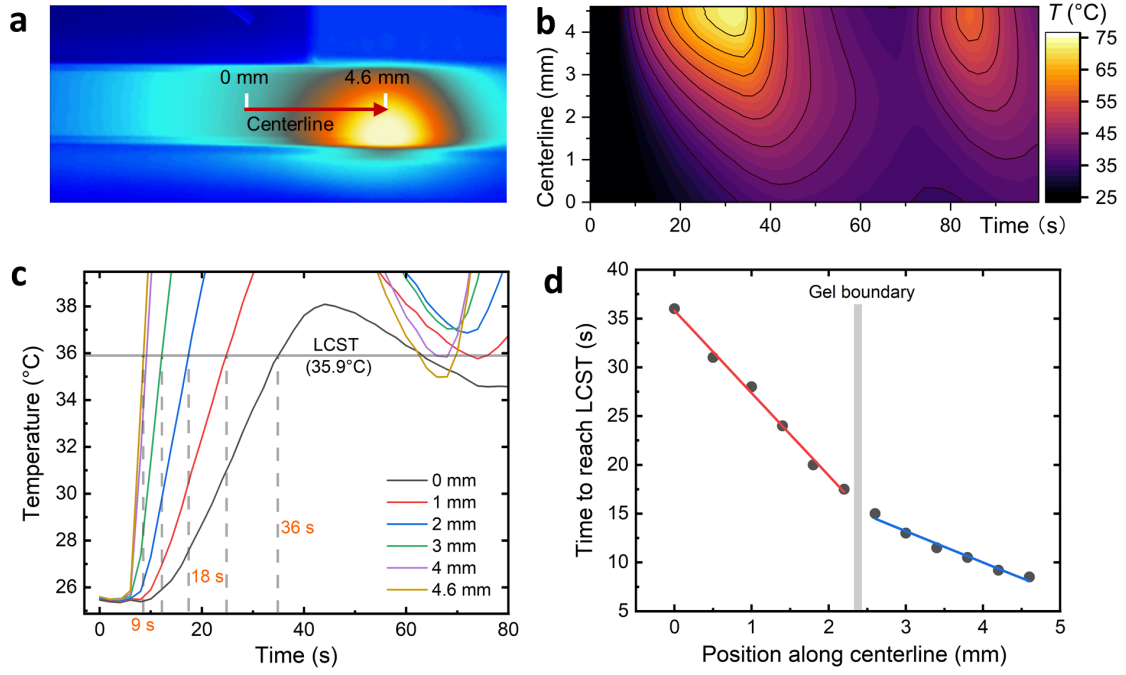 a
0 mm
4.6 mm
Centerline
b
Centerline (mm)
4
3
2
1
0
0
20
40
60
80
Time (s)
T (°C)
75
65
55
45
35
25
c
Temperature (°C)
38
36
34
32
30
28
26
LCST
(35.9°C)
36 s
18 s
9 s
0 mm
1 mm
2 mm
3 mm
4 mm
4.6 mm
0
20
40
60
80
Time (s)
d
Time to reach LCST (s)
40
35
30
25
20
15
10
5
Gel boundary
0
1
2
3
4
5
Position along centerline (mm)